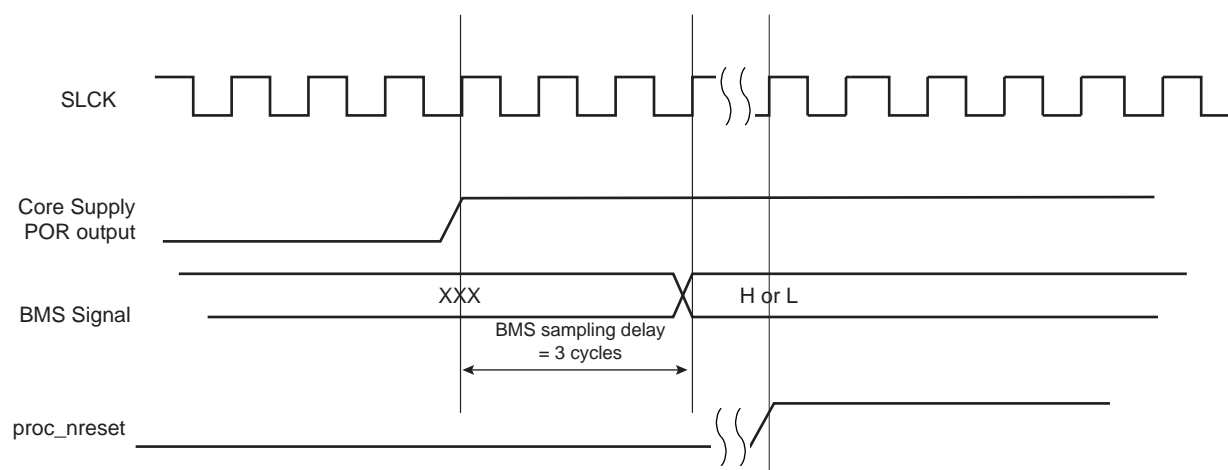 SLCK
Core Supply
POR output
XXX
H or L
BMS Signal
BMS sampling delay
= 3 cycles
proc_nreset